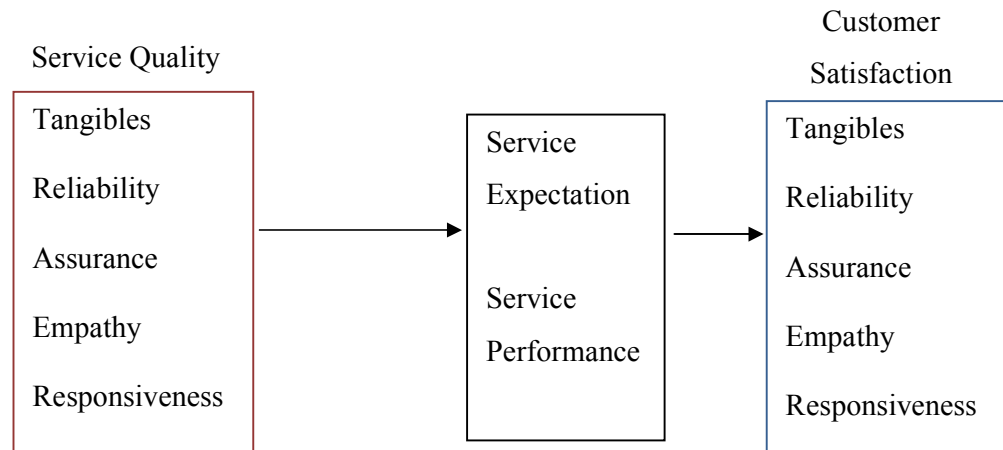 Service Quality
Tangibles
Reliability
Assurance
Empathy
Responsiveness
Service
Expectation
Service
Performance
Customer
Satisfaction
Tangibles
Reliability
Assurance
Empathy
Responsiveness